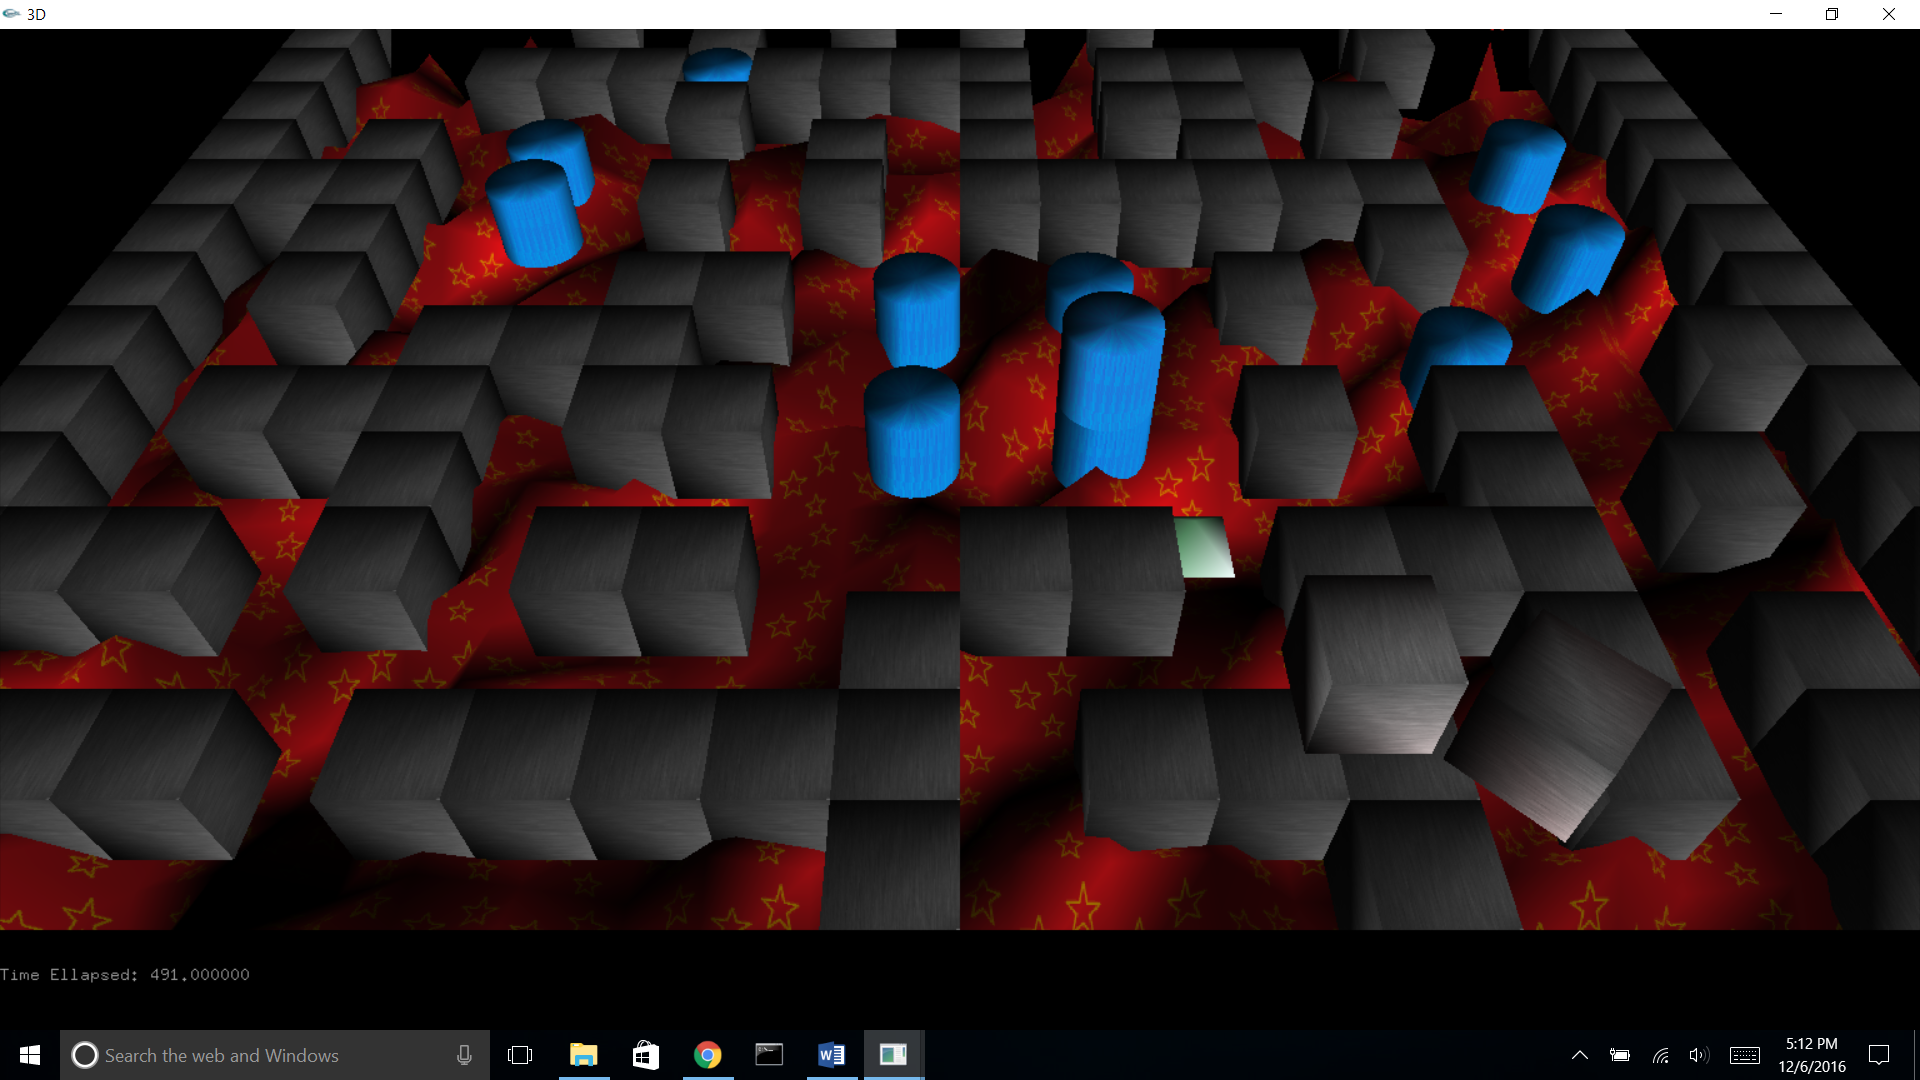 3D
Time Ellapsed: 491.000000
Search the web and Windows
5:12 PM
12/6/2016